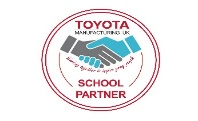 TOYOTA
MANUFACTURING UK
SCHOOL
PARTNER